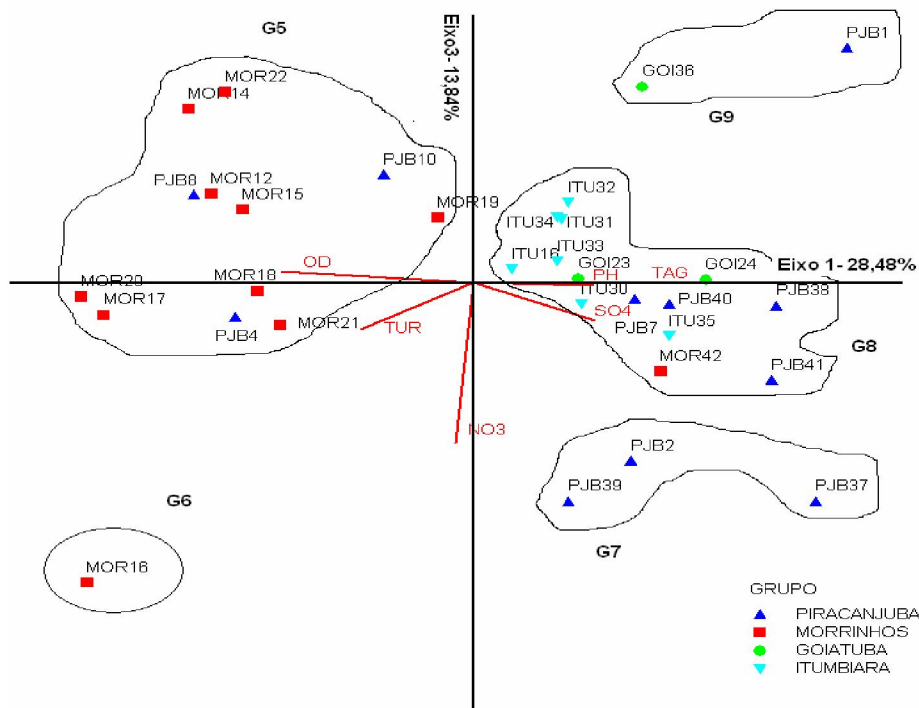 G5
Eixo3- 13,84%
PJB1
MOR22
GOI36
MOR14
G9
PJB10
PJB8
MOR12
MOR15
MOR19
ITU32
ITU34
ITU31
ITU33
ITU16
OD
GOI23
PH
TAG
GOI24
Eixo 1- 28,48%
MOR20
MOR17
MOR18
ITU30
PJB40
PJB38
SO4
TUR
MOR21
PJB4
PJB7
ITU35
MOR42
PJB41
G8
NO3
PJB2
PJB39
PJB37
G6
G7
MOR16
GRUPO
PIRACANJUBA
MORRINHOS
GOIATUBA
ITUMBIARA